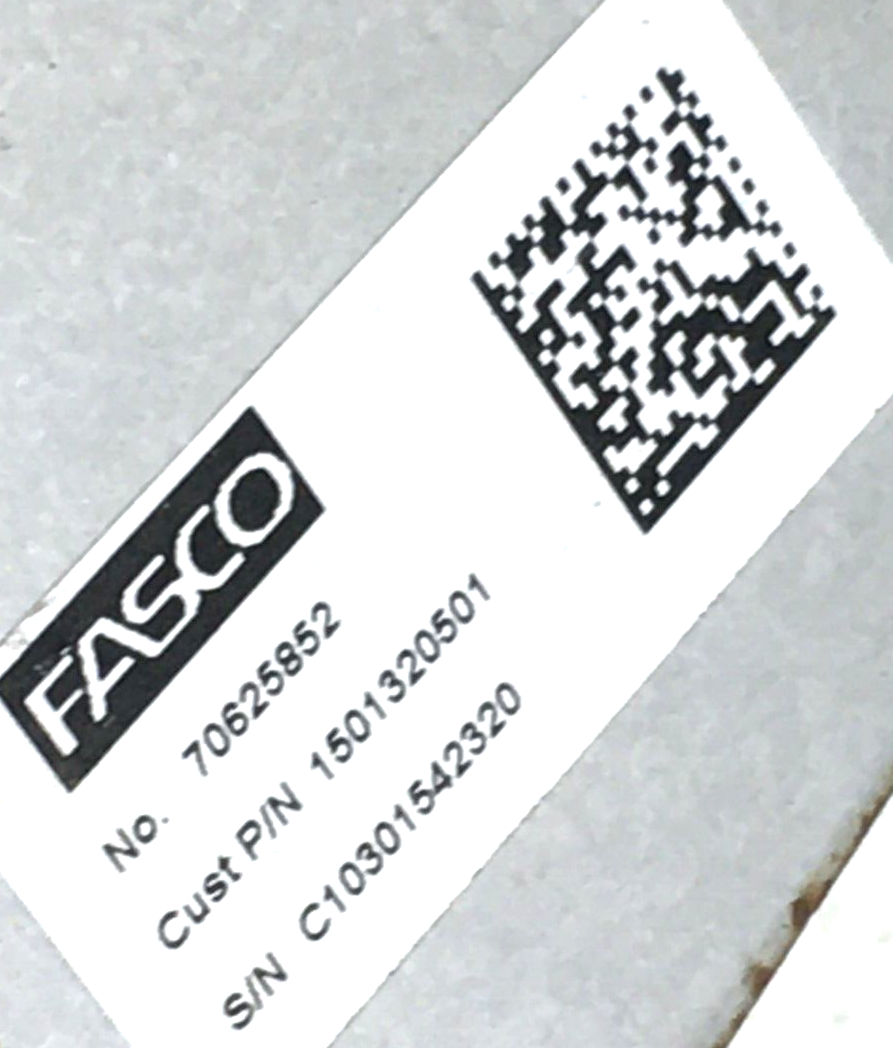 FASCO
No. 70625852
Cust P/N 1501320501
S/N C10301542320